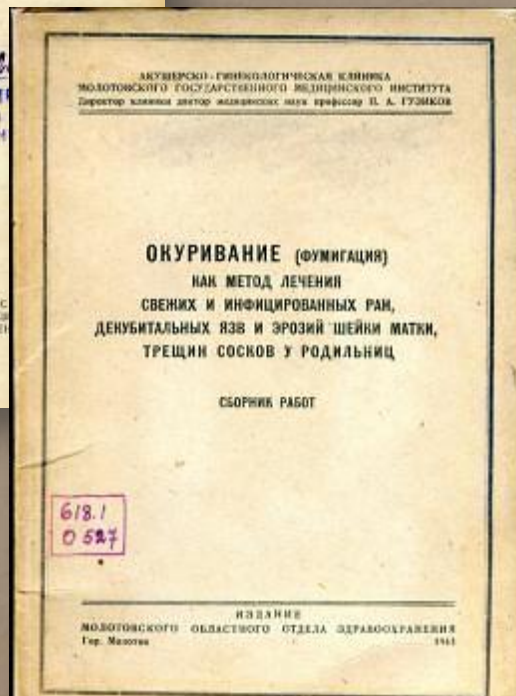 АКУШЕРСКО-ГИНЕКОЛОГИЧЕСКАЯ КЛИНИКА
МОЛОТОВСКОГО ГОСУДАРСТВЕННОГО МЕДИЦИНСКОГО ИНСТИТУТА
Директор клиники доктор медицинских наук профессор П. А. ГУЗИКОВ
ОКУРИВАНИЕ (ФУМИГАЦИЯ)
КАК МЕТОД ЛЕЧЕНИЯ
СВЕЖИХ И ИНФИЦИРОВАННЫХ РАН,
ДЕКУБИТАЛЬНЫХ ЯЗВ И ЭРОЗИЙ ШЕЙКИ МАТКИ,
ТРЕЩИН СОСКОВ У РОДИЛЬНИЦ
СБОРНИК РАБОТ
618.1
О 527
ИЗДАНИЕ
МОЛОТОВСКОГО ОБЛАСТНОГО ОТДЕЛА ЗДРАВООХРАНЕНИЯ
Гор. Молотов